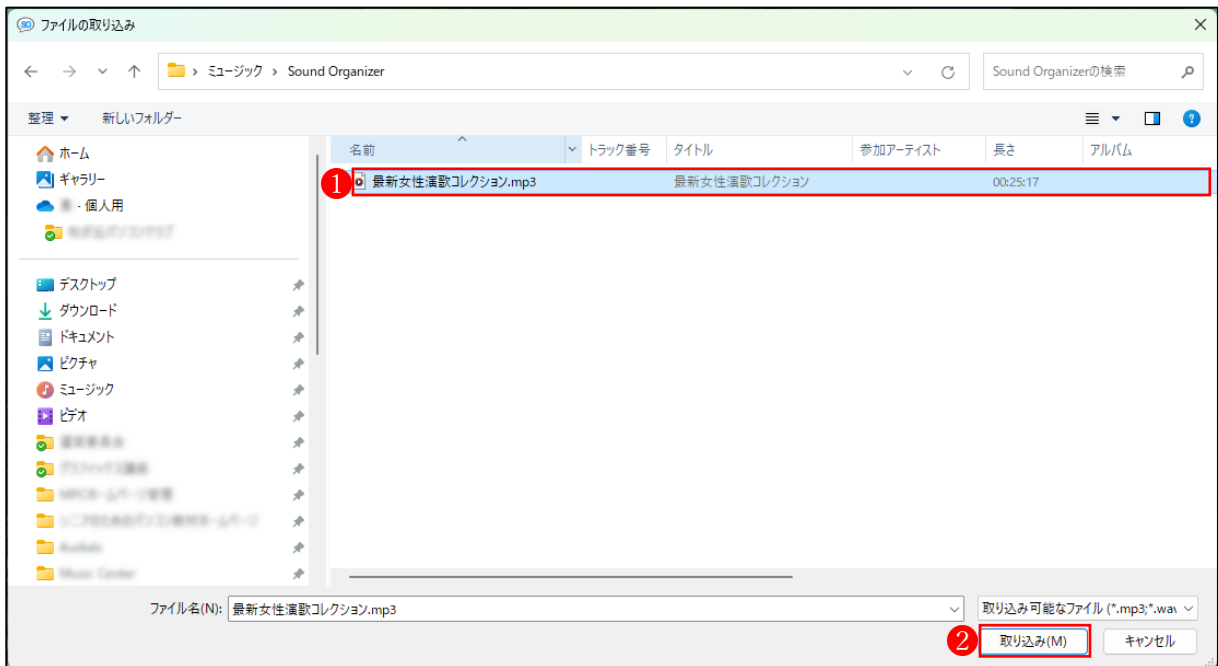 ファイルの取り込み
ミュージック > Sound Organizer
Sound Organizerの検索
整理 新しいフォルダー
名前 トラック番号 タイトル 参加アーティスト 長さ アルバム
1 最新女性演歌コレクション.mp3 最新女性演歌コレクション 00:25:17
ホーム
ギャラリー
- 個人用
デスクトップ
ダウンロード
ドキュメント
ピクチャ
ミュージック
ビデオ
ファイル名(N): 最新女性演歌コレクション.mp3
取り込み可能なファイル (*.mp3;*.wav
2 取り込み(M) キャンセル